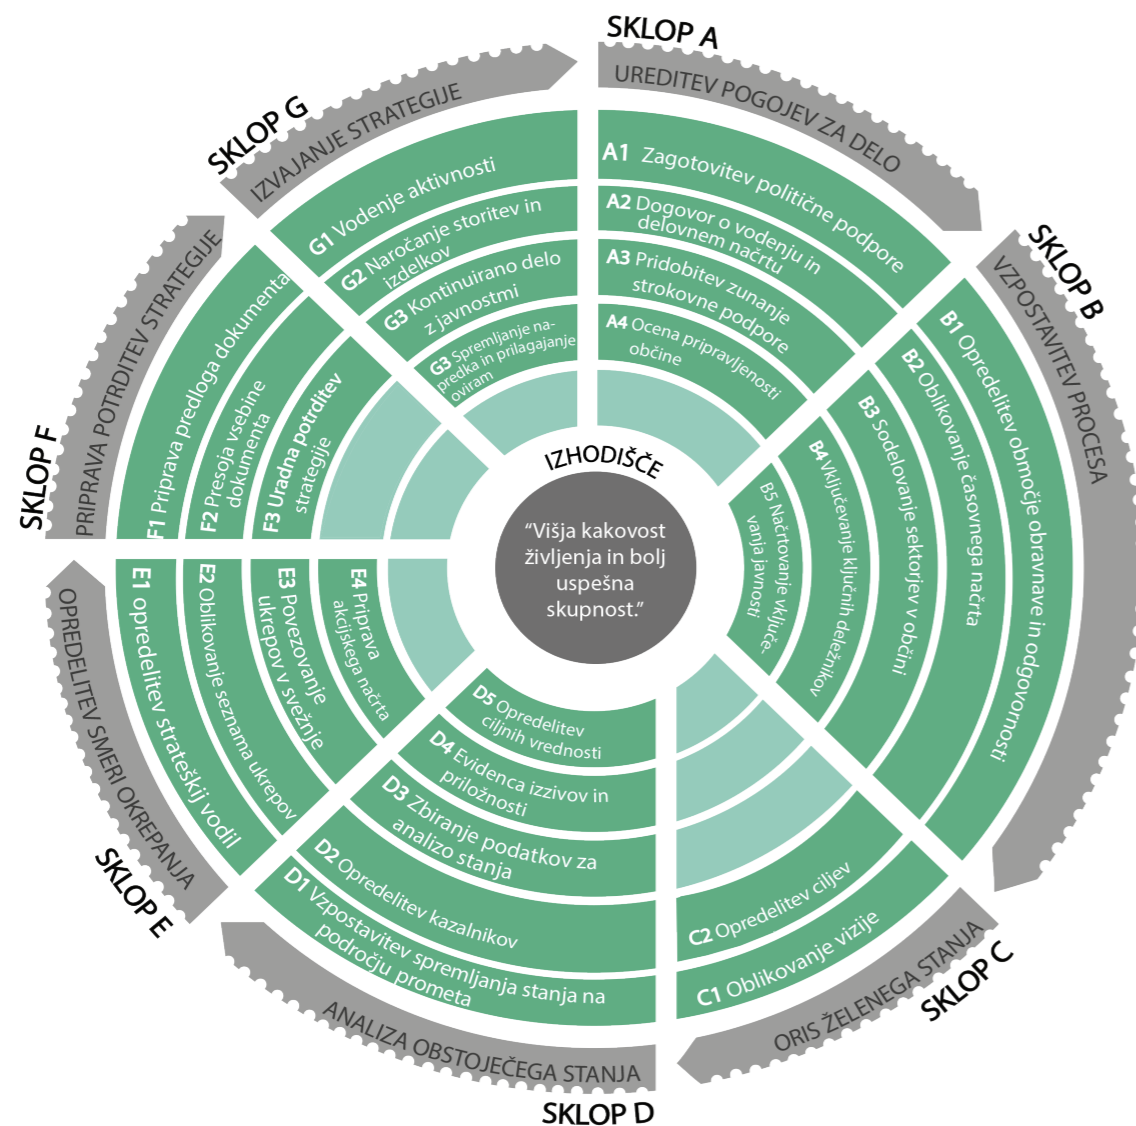 SKLOP A
UREDITEV POGOJEV ZA DELO
A1 Zagotovitev politične podpore
A2 Dogovor o vodenju in
delovnem načrtu
A3 Pridobitev zunanje
strokovne podpore
A4 Ocena pripravljenosti
občine
SKLOP B
VZPOSTAVITEV PROCESA
B1 Opredelitev območje obravnave in odgovornosti
B2 Oblikovanje časovnega načrta
B3 Sodelovanje sektorjev v občini
B4 Vključevanje ključnih deležnikov
B5 Načrtovanje vključe-
vanja javnosti
SKLOP C
ORIS ŽELENEGA STANJA
C1 Oblikovanje vizije
C2 Opredelitev ciljev
SKLOP D
ANALIZA OBSTOJEČEGA STANJA
D1 Vzpostavitev spremljanja stanja na
področju prometa
D2 Opredelitev kazalnikov
D3 Zbiranje podatkov za
analizo stanja
D4 Evidenca izzivov in
priložnosti
D5 Opredelitev
ciljnih vrednosti
SKLOP E
OPREDELITEV SMERI OKREPANJA
E1 opredelitev strateškij vodil
E2 Oblikovanje seznama ukrepov
E3 Povezovanje
ukrepov v svežnje
E4 Priprava
akcijskega načrta
SKLOP F
PRIPRAVA POTRDITEV STRATEGIJE
F1 Priprava predloga dokumenta
F2 Presoja vsebine
dokumenta
F3 Uradna potrditev
strategije
SKLOP G
IZVAJANJE STRATEGIJE
G1 Vodenje aktivnosti
G2 Naročanje storitev in
izdelkov
G3 Kontinuirano delo
z javnostmi
G3 Spremljanje na-
predka in prilagajanje
oviram
IZHODIŠČE
“Višja kakovost
življenja in bolj
uspešna
skupnost.”